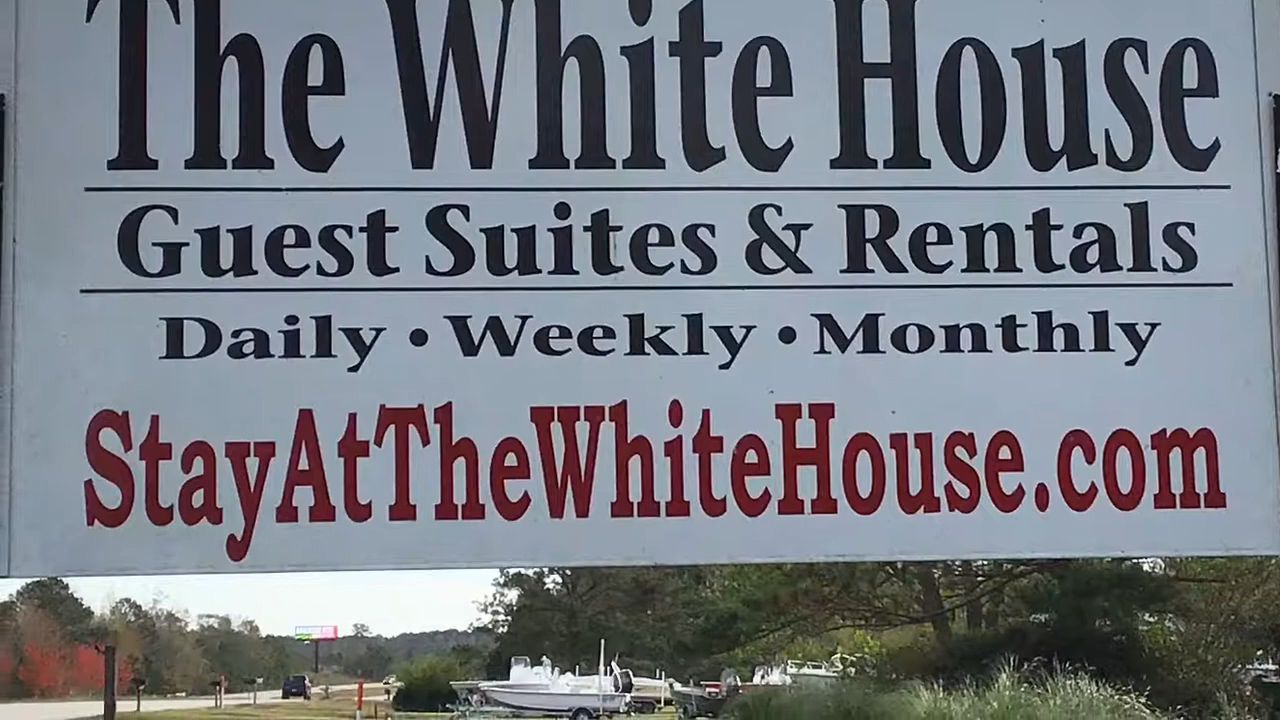 The White House
Guest Suites & Rentals
Daily • Weekly • Monthly
StayAtTheWhiteHouse.com